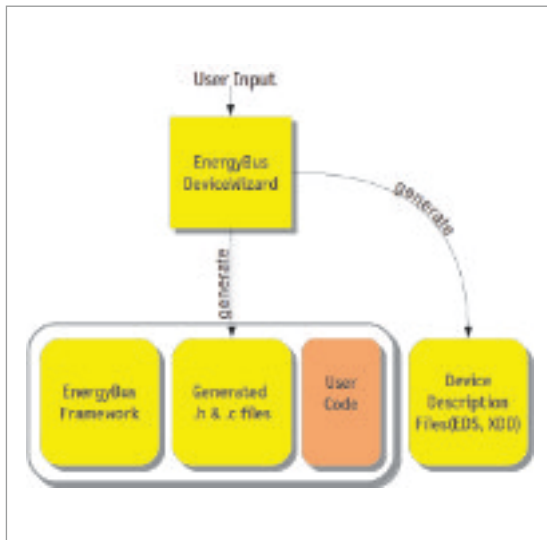 User Input
EnergyBus
DeviceWizard
generate
generate
EnergyBus
Framework
Generated
.h & .c files
User
Code
Device
Description
Files(EDS, XDD)